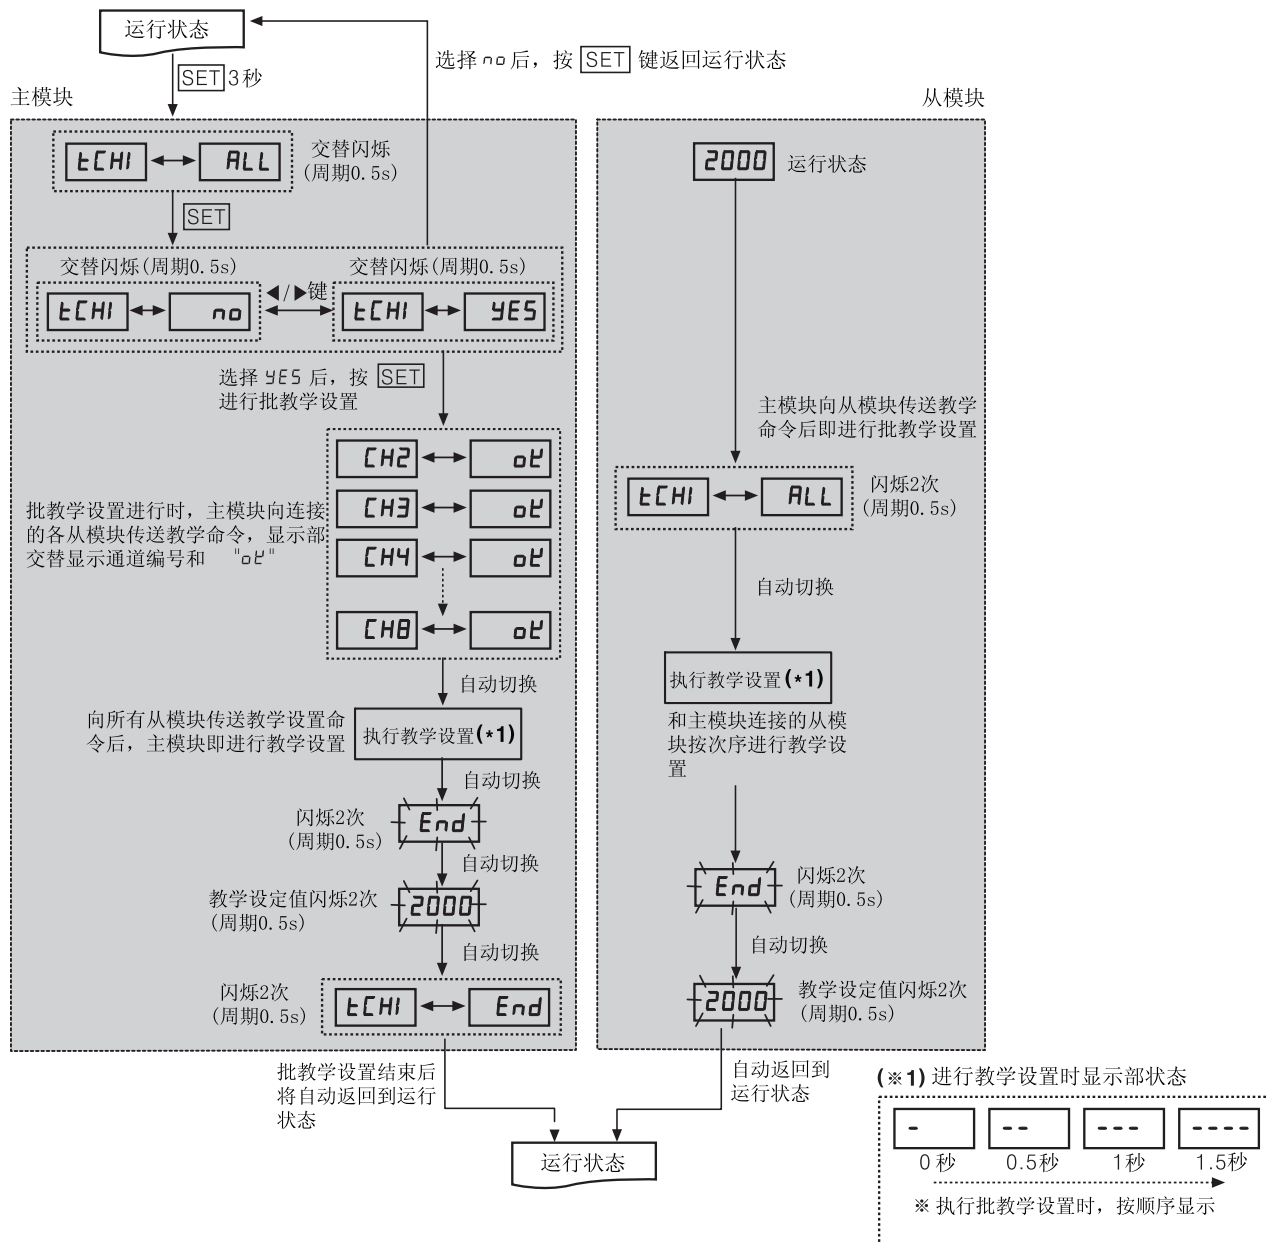 运行状态
选择 no 后，按 SET 键返回运行状态
SET 3秒
主模块
从模块
tCH1 ALL
交替闪烁
(周期0.5s)
SET
交替闪烁(周期0.5s)
交替闪烁(周期0.5s)
tCH1 no
◀/▶键
tCH1 YES
选择 YES 后，按 SET
进行批教学设置
CH2 ok
CH3 ok
CH4 ok
CH8 ok
批教学设置进行时，主模块向连接
的各从模块传送教学命令，显示部
交替显示通道编号和 "ok"
自动切换
向所有从模块传送教学设置命
令后，主模块即进行教学设置
执行教学设置(*1)
自动切换
闪烁2次
(周期0.5s)
End
自动切换
教学设定值闪烁2次
(周期0.5s)
2000
自动切换
闪烁2次
(周期0.5s)
tCH1 End
批教学设置结束后
将自动返回到运行
状态
2000 运行状态
主模块向从模块传送教学
命令后即进行批教学设置
tCH1 ALL
闪烁2次
(周期0.5s)
自动切换
执行教学设置(*1)
和主模块连接的从模
块按次序进行教学设
置
End
闪烁2次
(周期0.5s)
自动切换
2000
教学设定值闪烁2次
(周期0.5s)
自动返回到
运行状态
运行状态
(※1) 进行教学设置时显示部状态
- -- --- ----
0 秒 0.5秒 1秒 1.5秒
※ 执行批教学设置时，按顺序显示